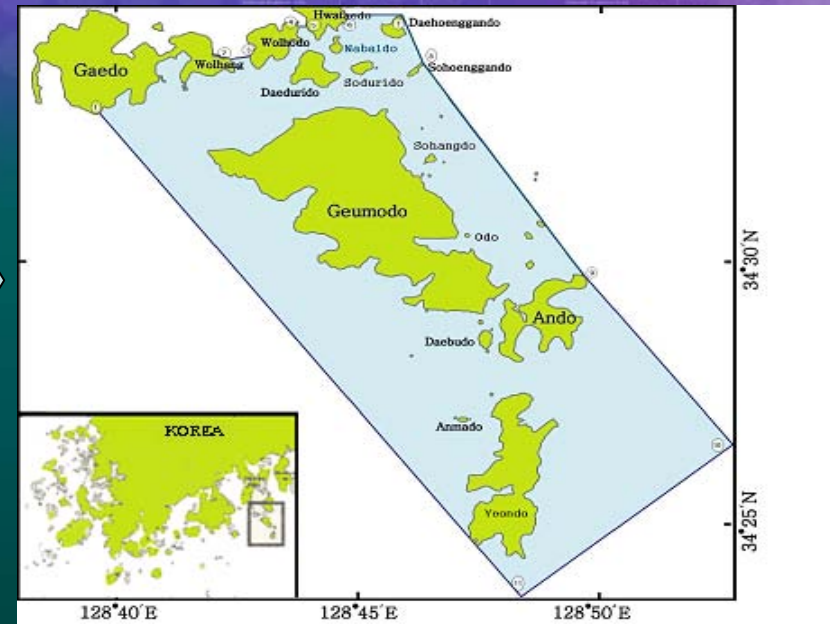 Hwataedo
Daehoenggando
Wolhodo
Nabaldo
Gaedo
Wolhang
Sohoenggando
Sodurido
Daedurido
Sohangdo
Geumodo
Odo
34°30'N
Ando
Daebudo
Anmado
KOREA
Yeondo
34°25'N
128°40'E
128°45'E
128°50'E